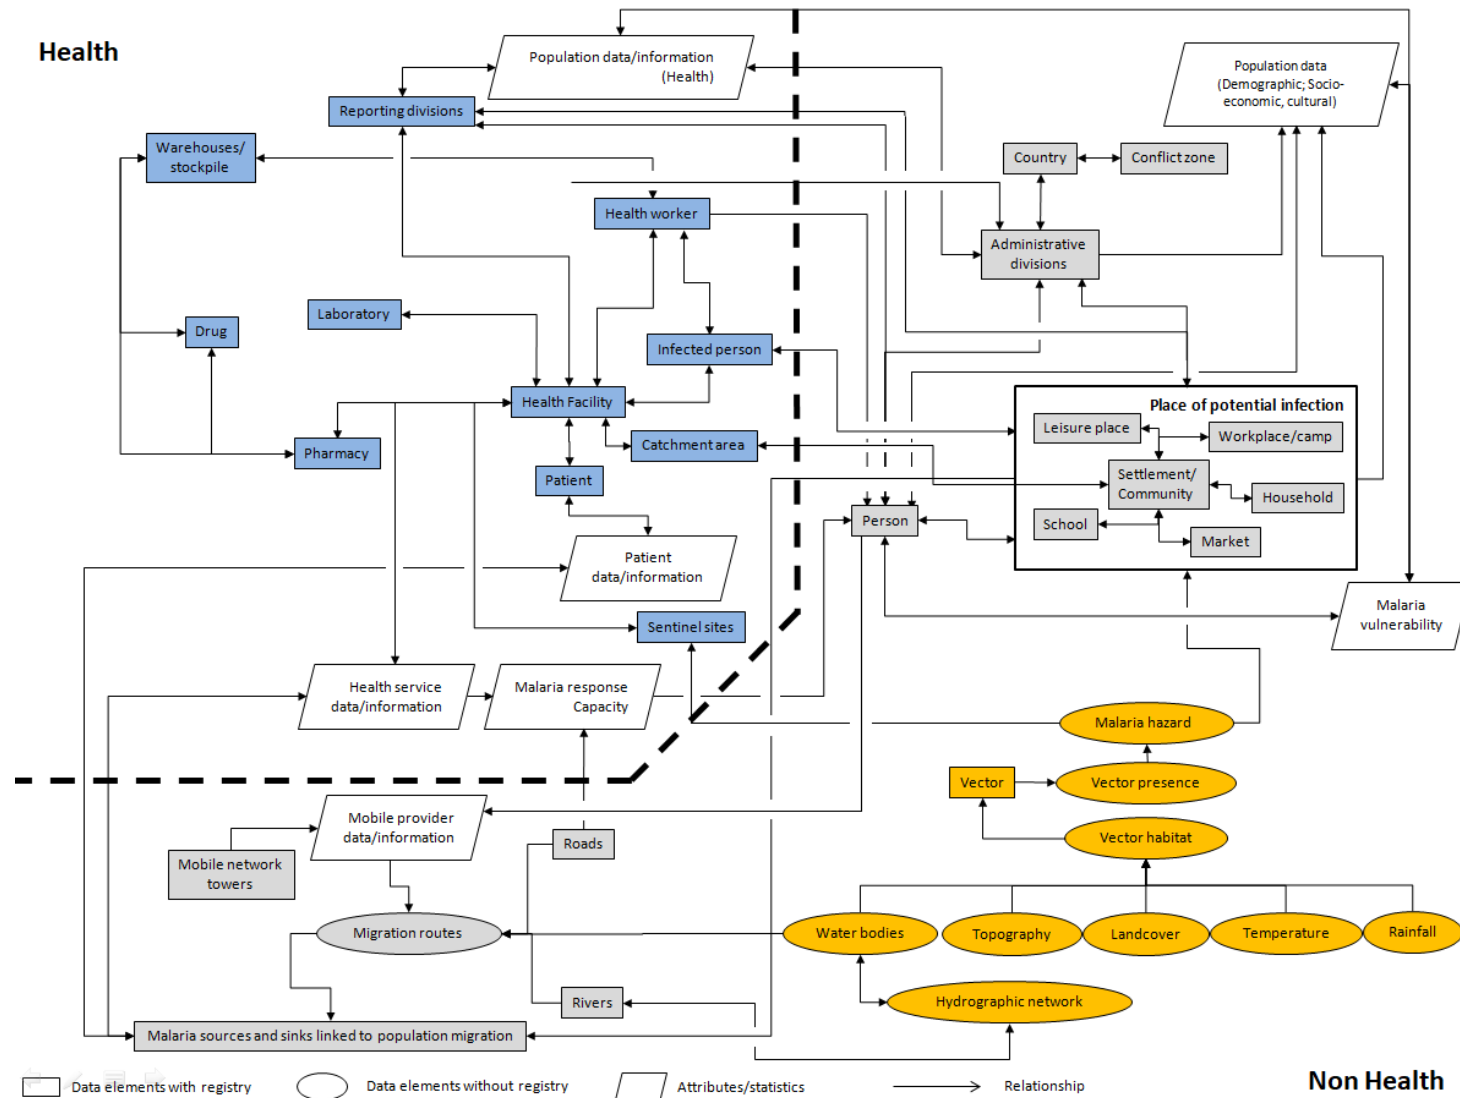 Health
Population data/information
(Health)
Population data
(Demographic; Socio-
economic, cultural)
Reporting divisions
Warehouses/
stockpile
Country
Conflict zone
Health worker
Administrative
divisions
Laboratory
Drug
Infected person
Health Facility
Place of potential infection
Leisure place
Workplace/camp
Catchment area
Pharmacy
Settlement/
Community
Patient
Household
School
Person
Market
Patient
data/information
Malaria
vulnerability
Sentinel sites
Health service
data/information
Malaria response
Capacity
Malaria hazard
Vector
Vector presence
Mobile provider
data/information
Roads
Vector habitat
Mobile network
towers
Migration routes
Water bodies
Topography
Landcover
Temperature
Rainfall
Rivers
Hydrographic network
Malaria sources and sinks linked to population migration
Data elements with registry
Data elements without registry
Attributes/statistics
Relationship
Non Health